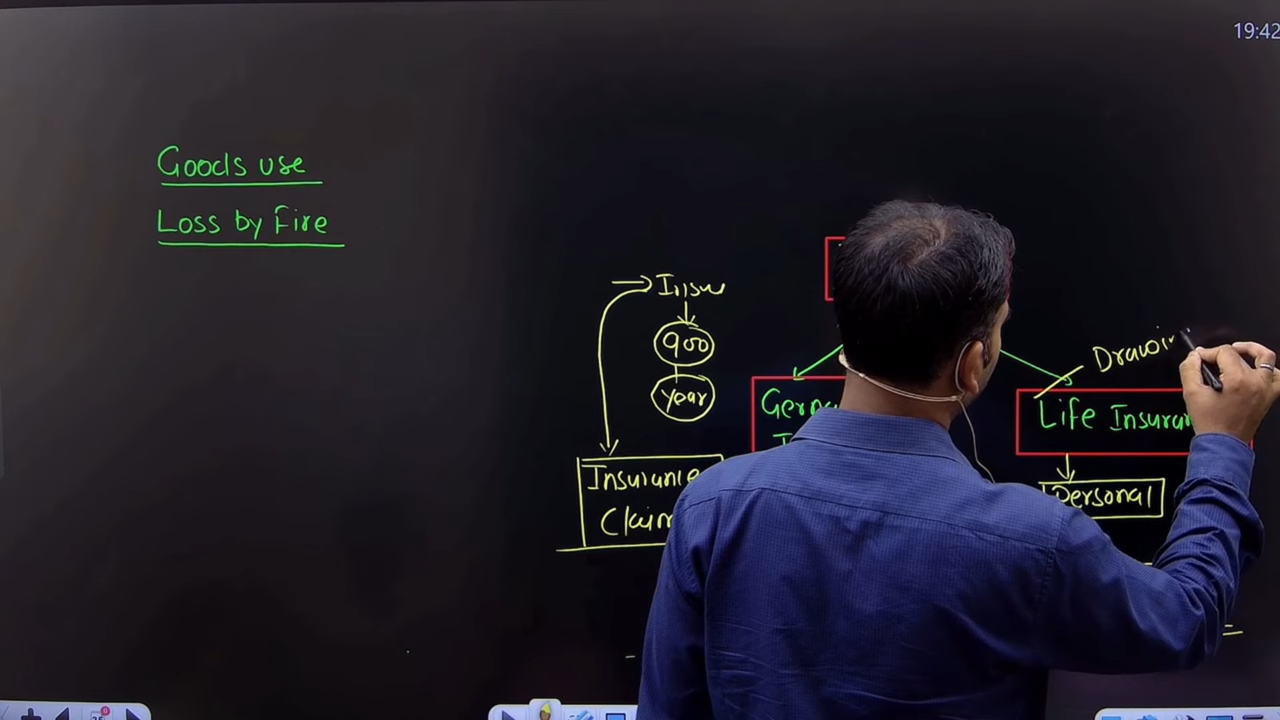 19:42
Goods use
Loss by Fire
Insu
900
year
Drawin
Life Insuran
Insurance
Claim
Personal